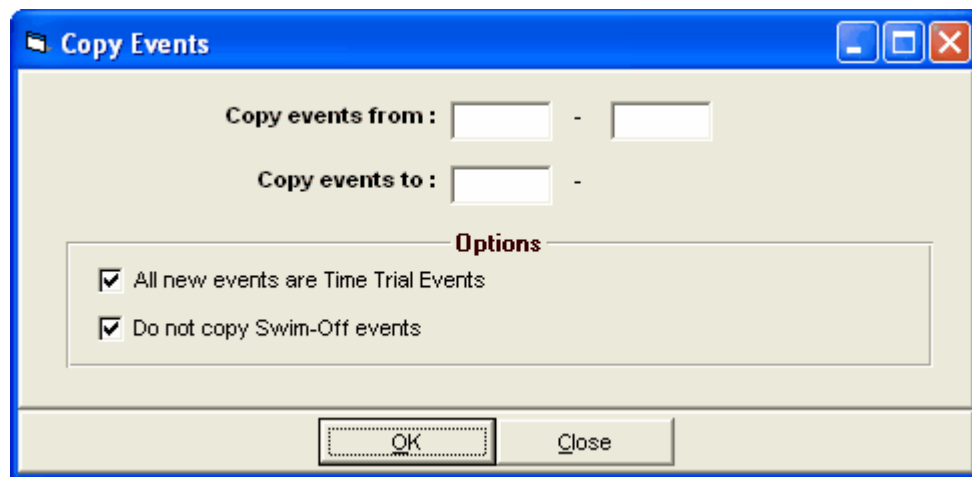 Copy Events
Copy events from : -
Copy events to : -
Options
All new events are Time Trial Events
Do not copy Swim-Off events
OK Close